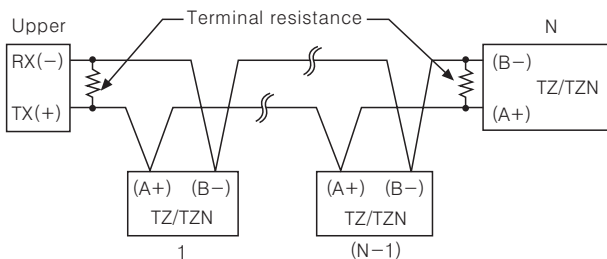 Upper
Terminal resistance
N
RX(−)
TX(+)
(B−)
TZ/TZN
(A+)
(A+) (B−)
TZ/TZN
1
(A+) (B−)
TZ/TZN
(N−1)